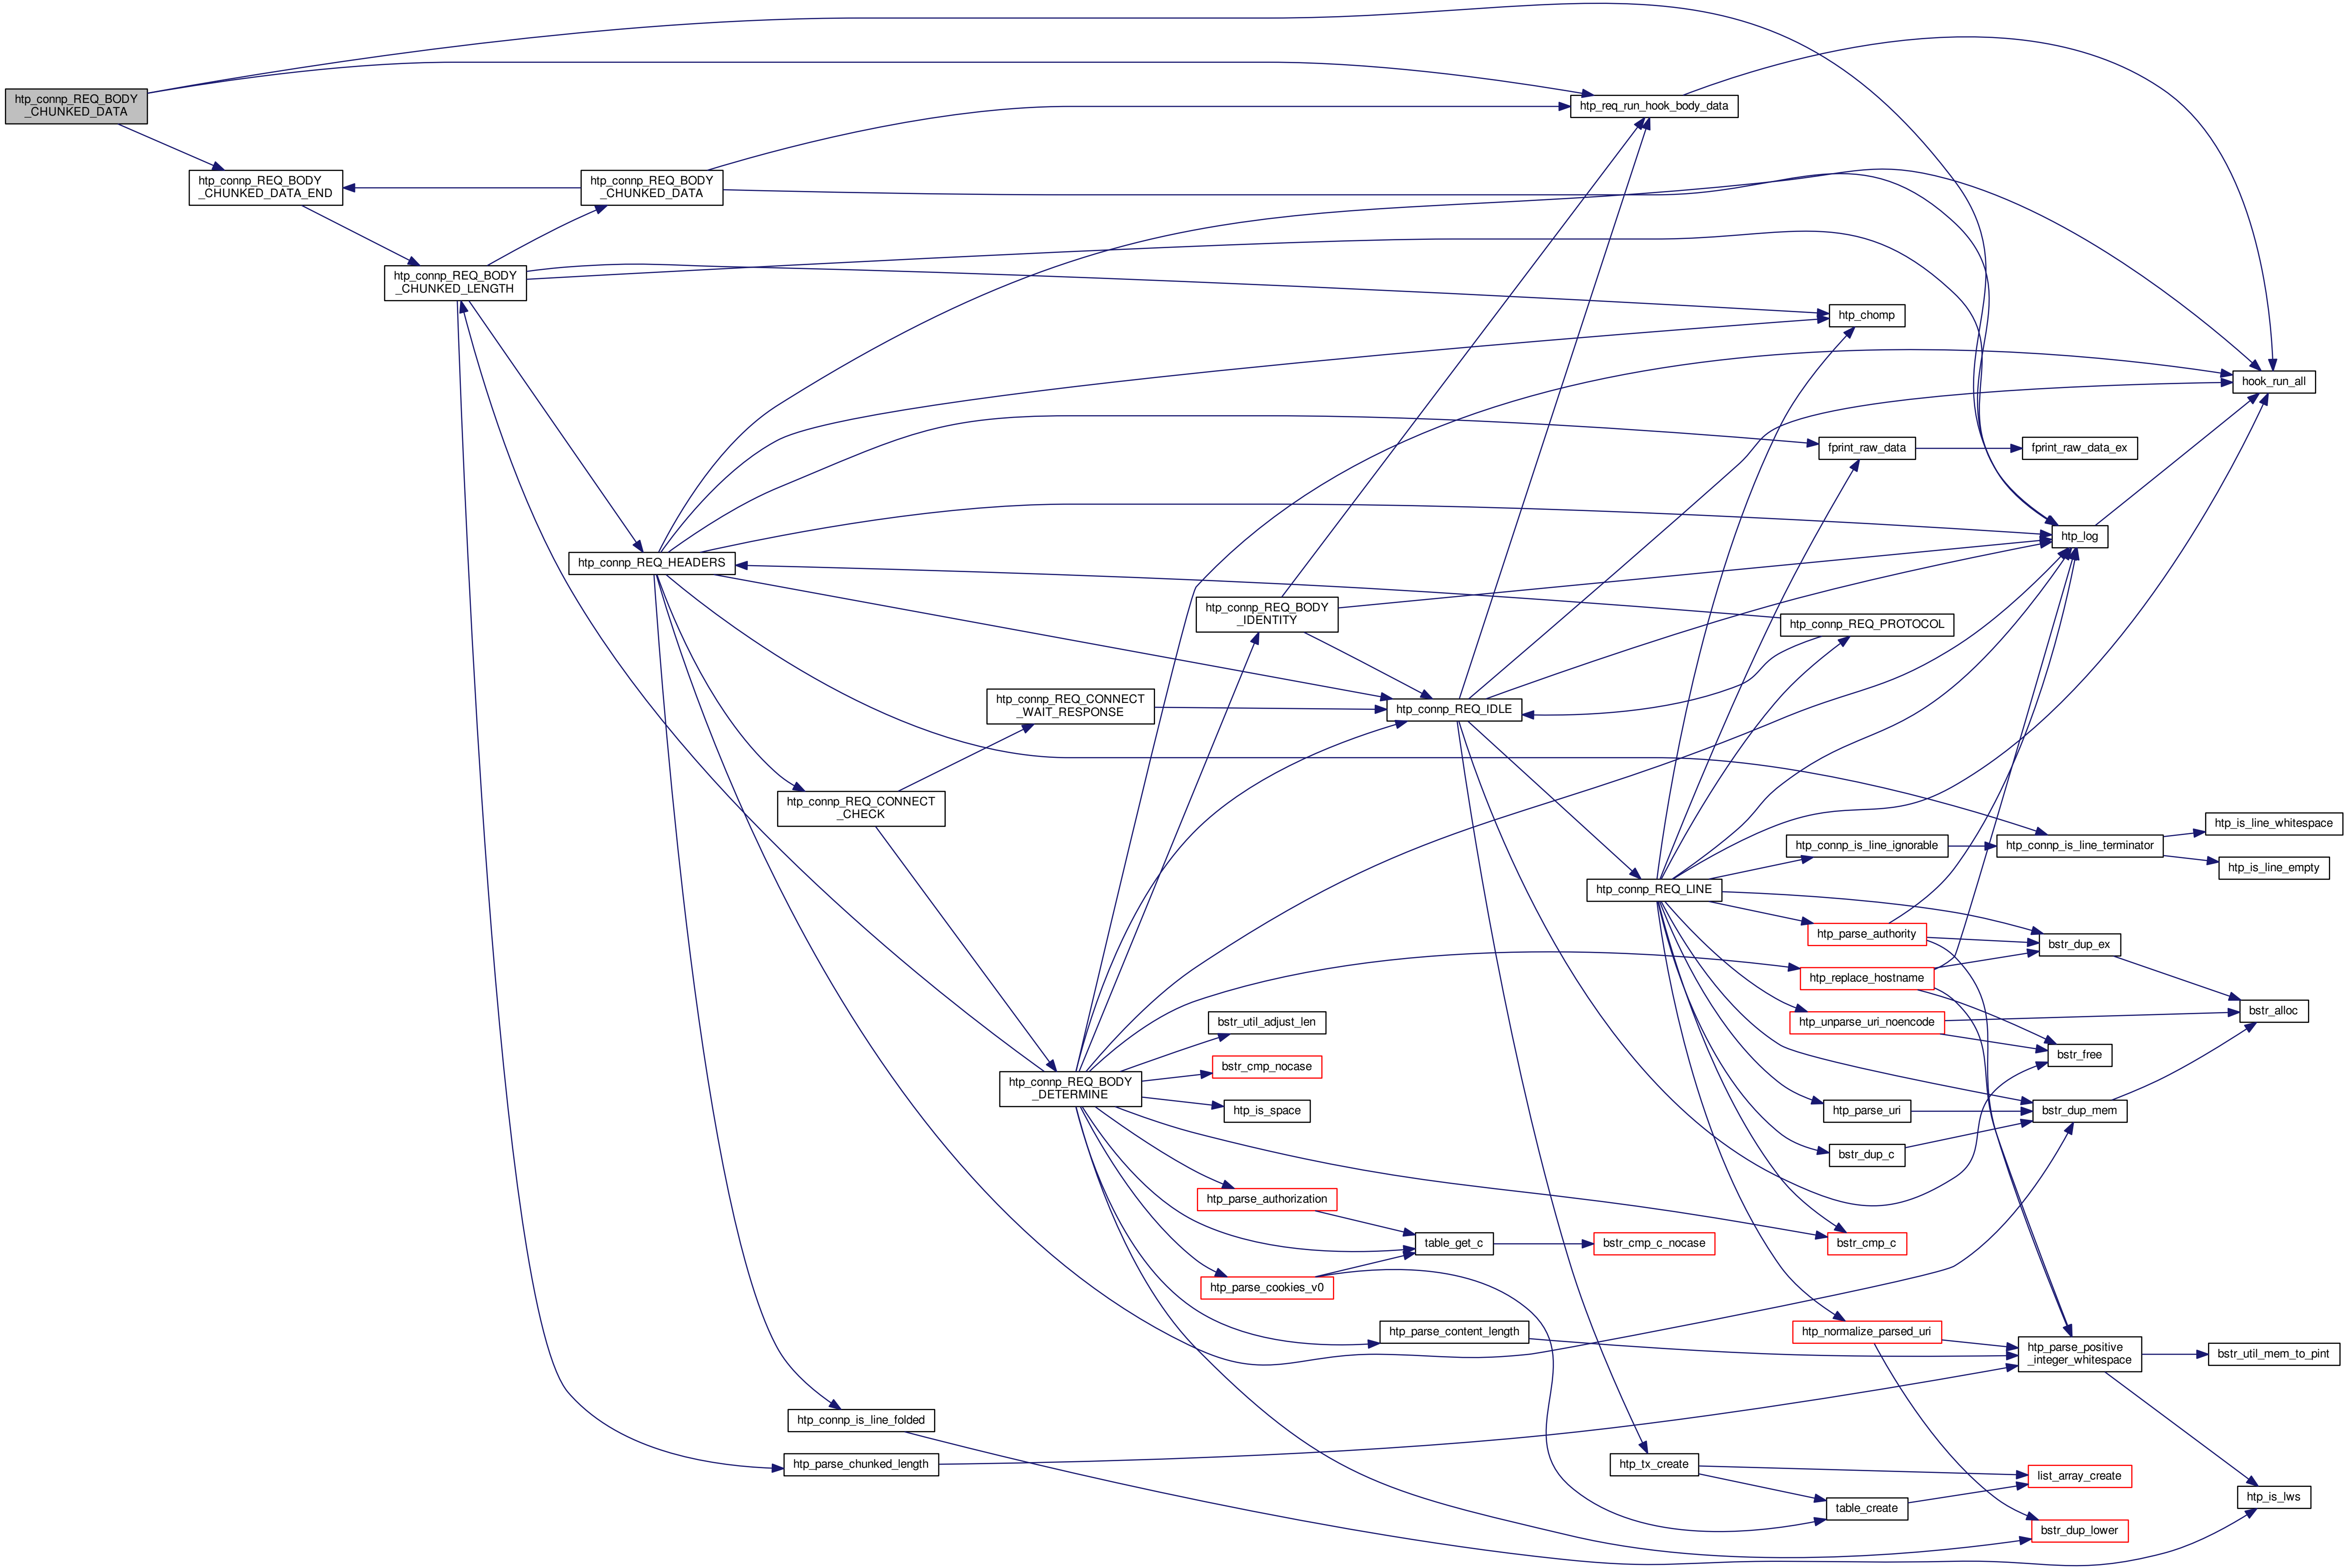 htp_connp_REQ_BODY
_CHUNKED_DATA
htp_req_run_hook_body_data
htp_connp_REQ_BODY
_CHUNKED_DATA_END
htp_connp_REQ_BODY
_CHUNKED_DATA
htp_connp_REQ_BODY
_CHUNKED_LENGTH
htp_chomp
hook_run_all
fprint_raw_data
fprint_raw_data_ex
htp_log
htp_connp_REQ_HEADERS
htp_connp_REQ_BODY
_IDENTITY
htp_connp_REQ_PROTOCOL
htp_connp_REQ_CONNECT
_WAIT_RESPONSE
htp_connp_REQ_IDLE
htp_connp_REQ_CONNECT
_CHECK
htp_is_line_whitespace
htp_connp_is_line_ignorable
htp_connp_is_line_terminator
htp_is_line_empty
htp_connp_REQ_LINE
htp_parse_authority
bstr_dup_ex
htp_replace_hostname
bstr_alloc
bstr_util_adjust_len
htp_unparse_uri_noencode
bstr_free
bstr_cmp_nocase
htp_connp_REQ_BODY
_DETERMINE
htp_is_space
htp_parse_uri
bstr_dup_mem
bstr_dup_c
htp_parse_authorization
table_get_c
bstr_cmp_c_nocase
bstr_cmp_c
htp_parse_cookies_v0
htp_parse_content_length
htp_normalize_parsed_uri
htp_parse_positive
_integer_whitespace
bstr_util_mem_to_pint
htp_connp_is_line_folded
htp_parse_chunked_length
htp_tx_create
list_array_create
htp_is_lws
table_create
bstr_dup_lower